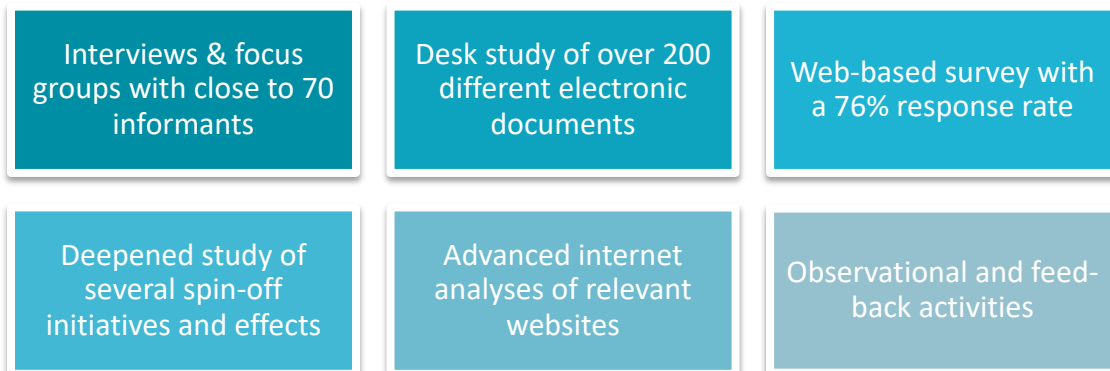 Interviews & focus
groups with close to 70
informants
Desk study of over 200
different electronic
documents
Web-based survey with
a 76% response rate
Deepened study of
several spin-off
initiatives and effects
Advanced internet
analyses of relevant
websites
Observational and feed-
back activities